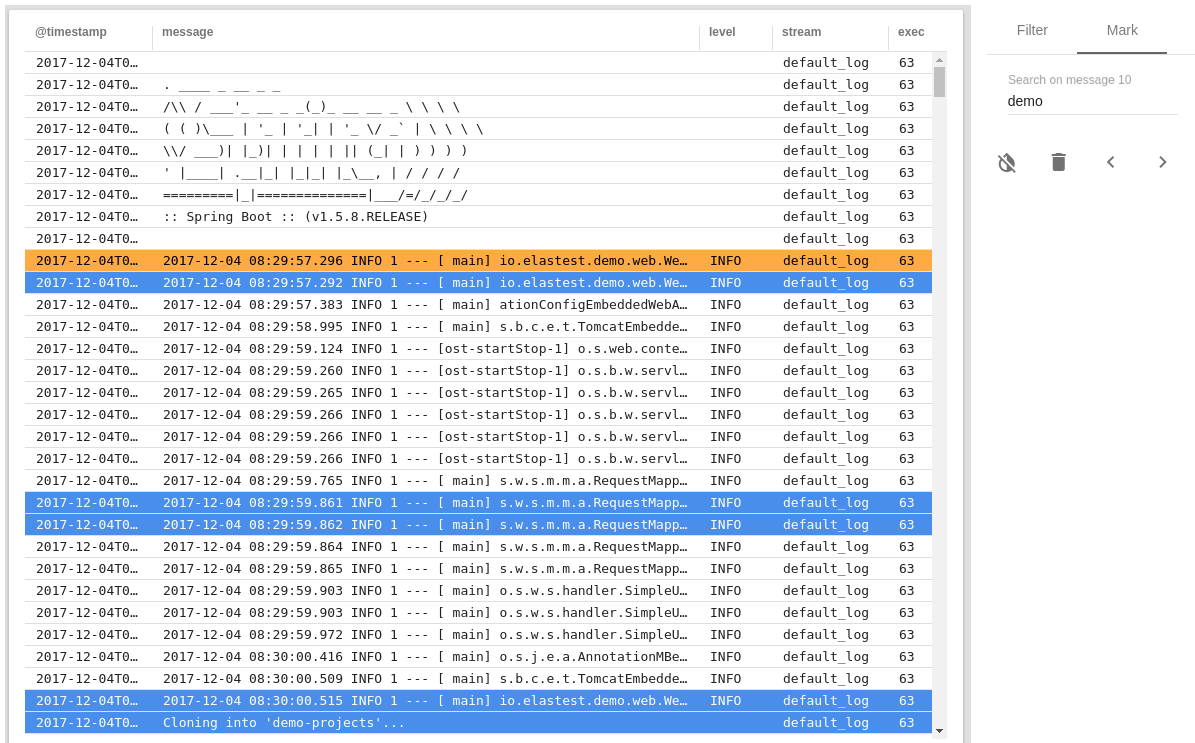 @timestamp message level stream exec
2017-12-04T0… default_log 63
2017-12-04T0… . ____ _ __ _ _ default_log 63
2017-12-04T0… /\\ / ___'_ __ _ _(_)_ __ __ _ \ \ \ \ default_log 63
2017-12-04T0… ( ( )\___ | '_ | '_| | '_ \/ _` | \ \ \ \ default_log 63
2017-12-04T0… \\/ ___)| |_)| | | | | || (_| | ) ) ) ) default_log 63
2017-12-04T0… ' |____| .__|_| |_|_| |_\__, | / / / / default_log 63
2017-12-04T0… =========|_|==============|___/=/_/_/_/ default_log 63
2017-12-04T0… :: Spring Boot :: (v1.5.8.RELEASE) default_log 63
2017-12-04T0… default_log 63
2017-12-04T0… 2017-12-04 08:29:57.296 INFO 1 --- [ main] io.elastest.demo.web.We… INFO default_log 63
2017-12-04T0… 2017-12-04 08:29:57.292 INFO 1 --- [ main] io.elastest.demo.web.We… INFO default_log 63
2017-12-04T0… 2017-12-04 08:29:57.383 INFO 1 --- [ main] ationConfigEmbeddedWebA… INFO default_log 63
2017-12-04T0… 2017-12-04 08:29:58.995 INFO 1 --- [ main] s.b.c.e.t.TomcatEmbedde… INFO default_log 63
2017-12-04T0… 2017-12-04 08:29:59.124 INFO 1 --- [ost-startStop-1] o.s.web.conte… INFO default_log 63
2017-12-04T0… 2017-12-04 08:29:59.260 INFO 1 --- [ost-startStop-1] o.s.b.w.servl… INFO default_log 63
2017-12-04T0… 2017-12-04 08:29:59.265 INFO 1 --- [ost-startStop-1] o.s.b.w.servl… INFO default_log 63
2017-12-04T0… 2017-12-04 08:29:59.266 INFO 1 --- [ost-startStop-1] o.s.b.w.servl… INFO default_log 63
2017-12-04T0… 2017-12-04 08:29:59.266 INFO 1 --- [ost-startStop-1] o.s.b.w.servl… INFO default_log 63
2017-12-04T0… 2017-12-04 08:29:59.266 INFO 1 --- [ost-startStop-1] o.s.b.w.servl… INFO default_log 63
2017-12-04T0… 2017-12-04 08:29:59.765 INFO 1 --- [ main] s.w.s.m.m.a.RequestMapp… INFO default_log 63
2017-12-04T0… 2017-12-04 08:29:59.861 INFO 1 --- [ main] s.w.s.m.m.a.RequestMapp… INFO default_log 63
2017-12-04T0… 2017-12-04 08:29:59.862 INFO 1 --- [ main] s.w.s.m.m.a.RequestMapp… INFO default_log 63
2017-12-04T0… 2017-12-04 08:29:59.864 INFO 1 --- [ main] s.w.s.m.m.a.RequestMapp… INFO default_log 63
2017-12-04T0… 2017-12-04 08:29:59.865 INFO 1 --- [ main] s.w.s.m.m.a.RequestMapp… INFO default_log 63
2017-12-04T0… 2017-12-04 08:29:59.903 INFO 1 --- [ main] o.s.w.s.handler.SimpleU… INFO default_log 63
2017-12-04T0… 2017-12-04 08:29:59.903 INFO 1 --- [ main] o.s.w.s.handler.SimpleU… INFO default_log 63
2017-12-04T0… 2017-12-04 08:29:59.972 INFO 1 --- [ main] o.s.w.s.handler.SimpleU… INFO default_log 63
2017-12-04T0… 2017-12-04 08:30:00.416 INFO 1 --- [ main] o.s.j.e.a.AnnotationMBe… INFO default_log 63
2017-12-04T0… 2017-12-04 08:30:00.509 INFO 1 --- [ main] s.b.c.e.t.TomcatEmbedde… INFO default_log 63
2017-12-04T0… 2017-12-04 08:30:00.515 INFO 1 --- [ main] io.elastest.demo.web.We… INFO default_log 63
2017-12-04T0… Cloning into 'demo-projects'... default_log 63
Filter Mark
Search on message 10
demo